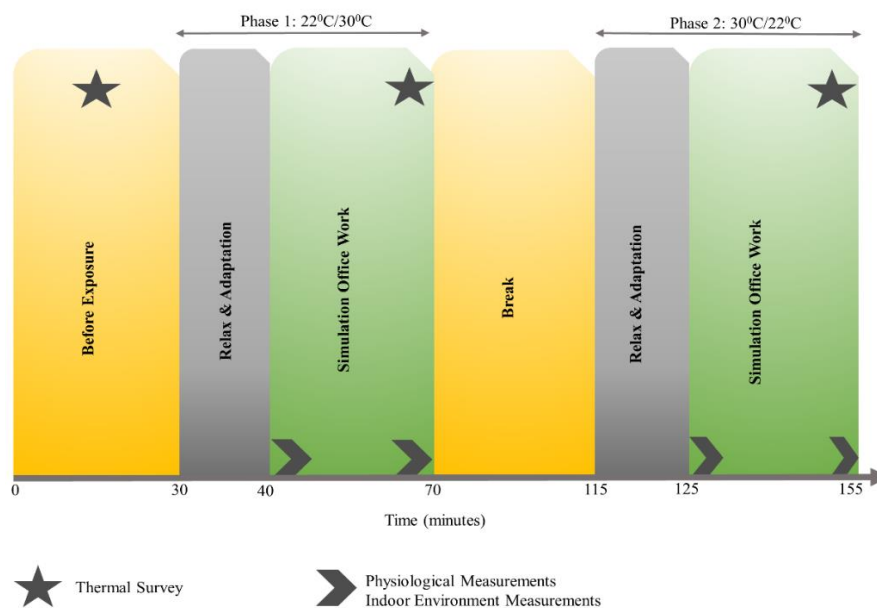 Phase 1: 22⁰C/30⁰C
Phase 2: 30⁰C/22⁰C
Before Exposure
Relax & Adaptation
Simulation Office Work
Break
Relax & Adaptation
Simulation Office Work
0 30 40 70 115 125 155
Time (minutes)
Thermal Survey
Physiological Measurements
Indoor Environment Measurements